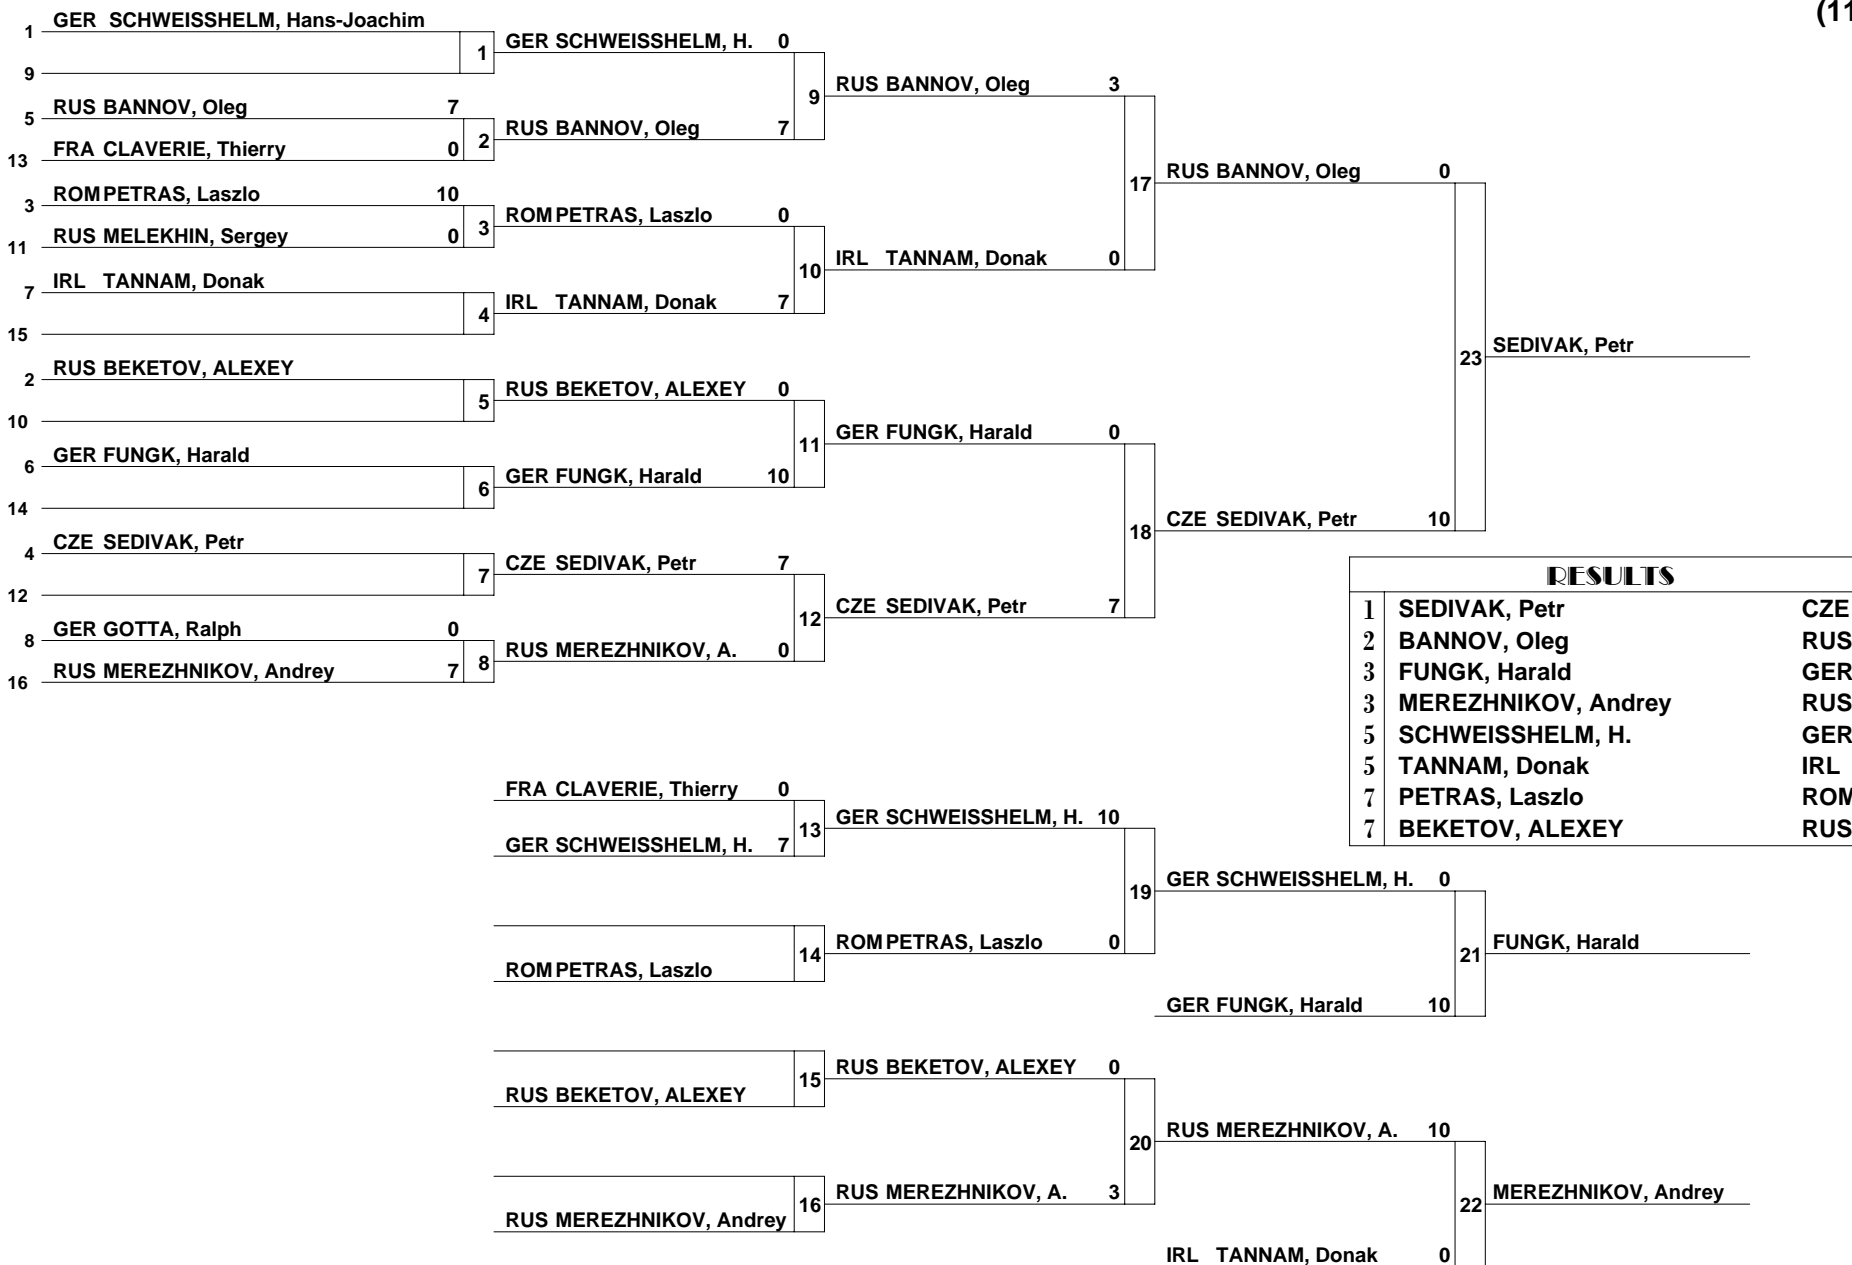 (11
1 GER SCHWEISSHELM, Hans-Joachim
9
1
5 RUS BANNOV, Oleg 7
13 FRA CLAVERIE, Thierry 0
2
3 ROM PETRAS, Laszlo 10
11 RUS MELEKHIN, Sergey 0
3
7 IRL TANNAM, Donak
15
4
2 RUS BEKETOV, ALEXEY
10
5
6 GER FUNGK, Harald
14
6
4 CZE SEDIVAK, Petr
12
7
8 GER GOTTA, Ralph 0
16 RUS MEREZHNIKOV, Andrey 7
8
GER SCHWEISSHELM, H. 0
RUS BANNOV, Oleg 7
9
ROM PETRAS, Laszlo 0
IRL TANNAM, Donak 7
10
RUS BEKETOV, ALEXEY 0
GER FUNGK, Harald 10
11
CZE SEDIVAK, Petr 7
RUS MEREZHNIKOV, A. 0
12
RUS BANNOV, Oleg 3
IRL TANNAM, Donak 0
17
GER FUNGK, Harald 0
CZE SEDIVAK, Petr 7
18
RUS BANNOV, Oleg 0
CZE SEDIVAK, Petr 10
23
SEDIVAK, Petr
RESULTS
1 SEDIVAK, Petr CZE
2 BANNOV, Oleg RUS
3 FUNGK, Harald GER
3 MEREZHNIKOV, Andrey RUS
5 SCHWEISSHELM, H. GER
5 TANNAM, Donak IRL
7 PETRAS, Laszlo ROM
7 BEKETOV, ALEXEY RUS
FRA CLAVERIE, Thierry 0
GER SCHWEISSHELM, H. 7
13
ROM PETRAS, Laszlo
14
RUS BEKETOV, ALEXEY
15
RUS MEREZHNIKOV, Andrey
16
GER SCHWEISSHELM, H. 10
ROM PETRAS, Laszlo 0
19
RUS BEKETOV, ALEXEY 0
RUS MEREZHNIKOV, A. 3
20
GER SCHWEISSHELM, H. 0
GER FUNGK, Harald 10
21
FUNGK, Harald
RUS MEREZHNIKOV, A. 10
IRL TANNAM, Donak 0
22
MEREZHNIKOV, Andrey